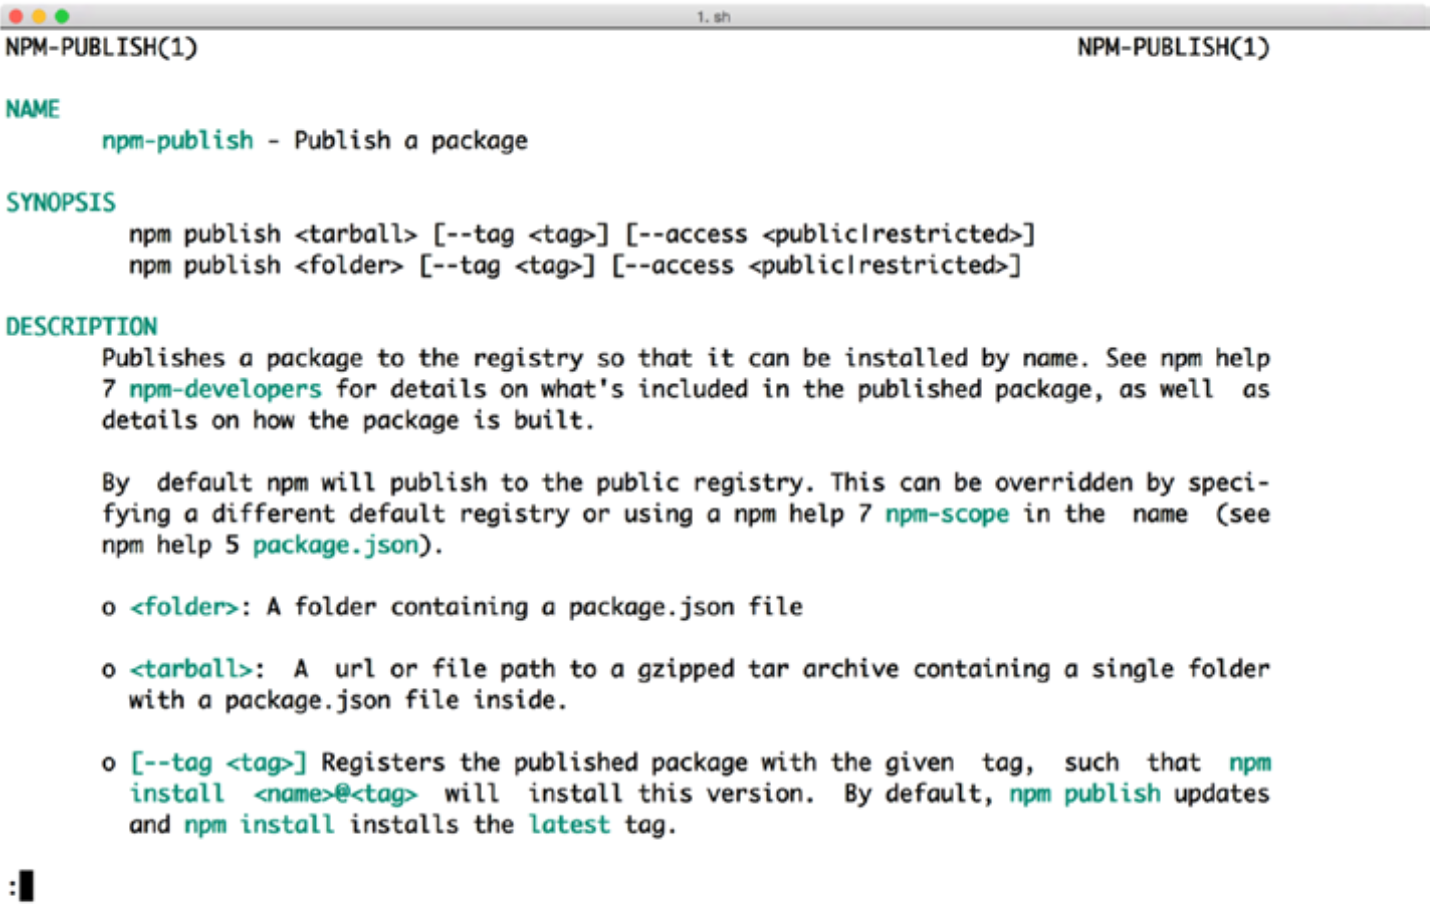 1. sh
NPM-PUBLISH(1) NPM-PUBLISH(1)
NAME
npm-publish - Publish a package
SYNOPSIS
npm publish <tarball> [--tag <tag>] [--access <public|restricted>]
npm publish <folder> [--tag <tag>] [--access <public|restricted>]
DESCRIPTION
Publishes a package to the registry so that it can be installed by name. See npm help
7 npm-developers for details on what's included in the published package, as well as
details on how the package is built.
By default npm will publish to the public registry. This can be overridden by speci-
fying a different default registry or using a npm help 7 npm-scope in the name (see
npm help 5 package.json).
o <folder>: A folder containing a package.json file
o <tarball>: A url or file path to a gzipped tar archive containing a single folder
with a package.json file inside.
o [--tag <tag>] Registers the published package with the given tag, such that npm
install <name>@<tag> will install this version. By default, npm publish updates
and npm install installs the latest tag.
: